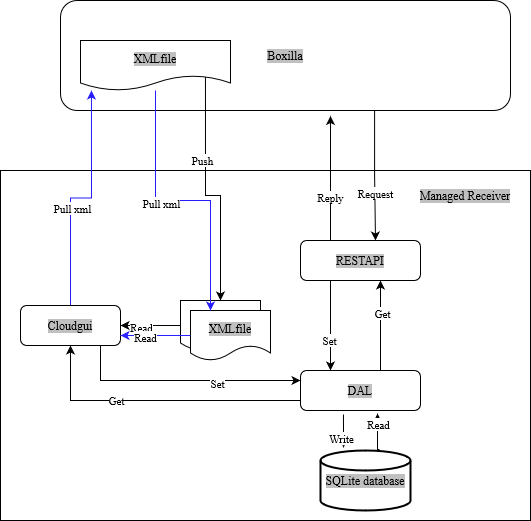 XMLfile
Boxilla
Push
Pull xml
Pull xml
Reply
Request
Managed Receiver
RESTAPI
Cloudgui
Read
Read
XMLfile
Get
Set
Set
Get
DAL
Write
Read
SQLite database